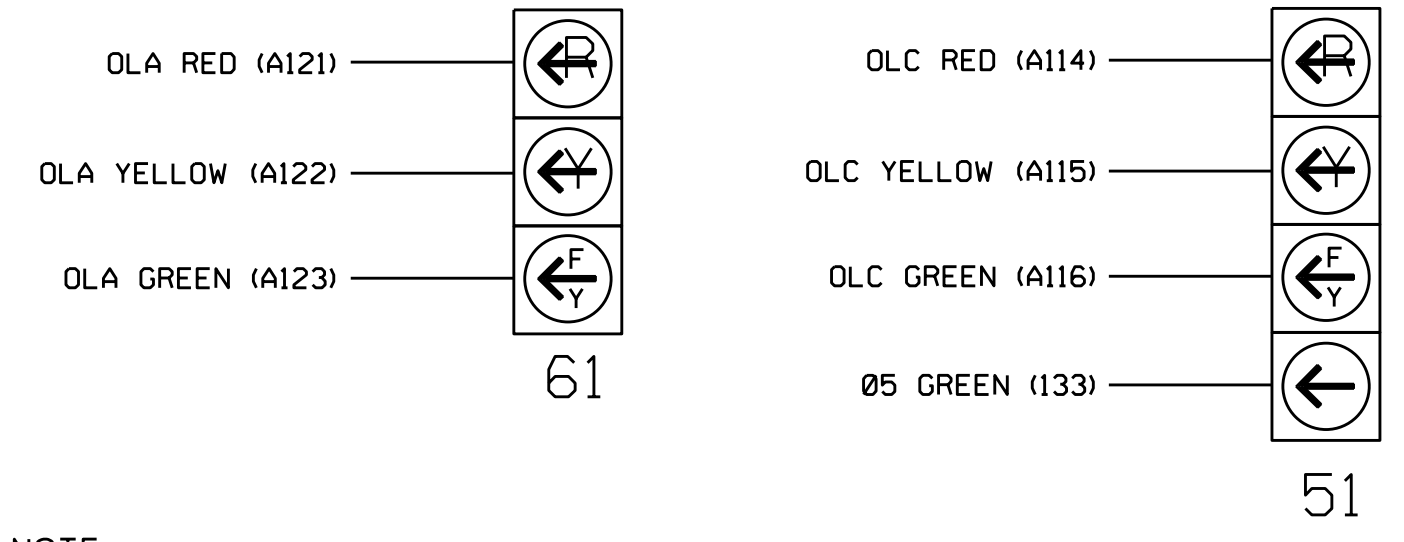 OLA RED (A121)
R
OLA YELLOW (A122)
Y
OLA GREEN (A123)
F
Y
61
OLC RED (A114)
R
OLC YELLOW (A115)
Y
OLC GREEN (A116)
F
Y
Ø5 GREEN (133)
51
NOTE